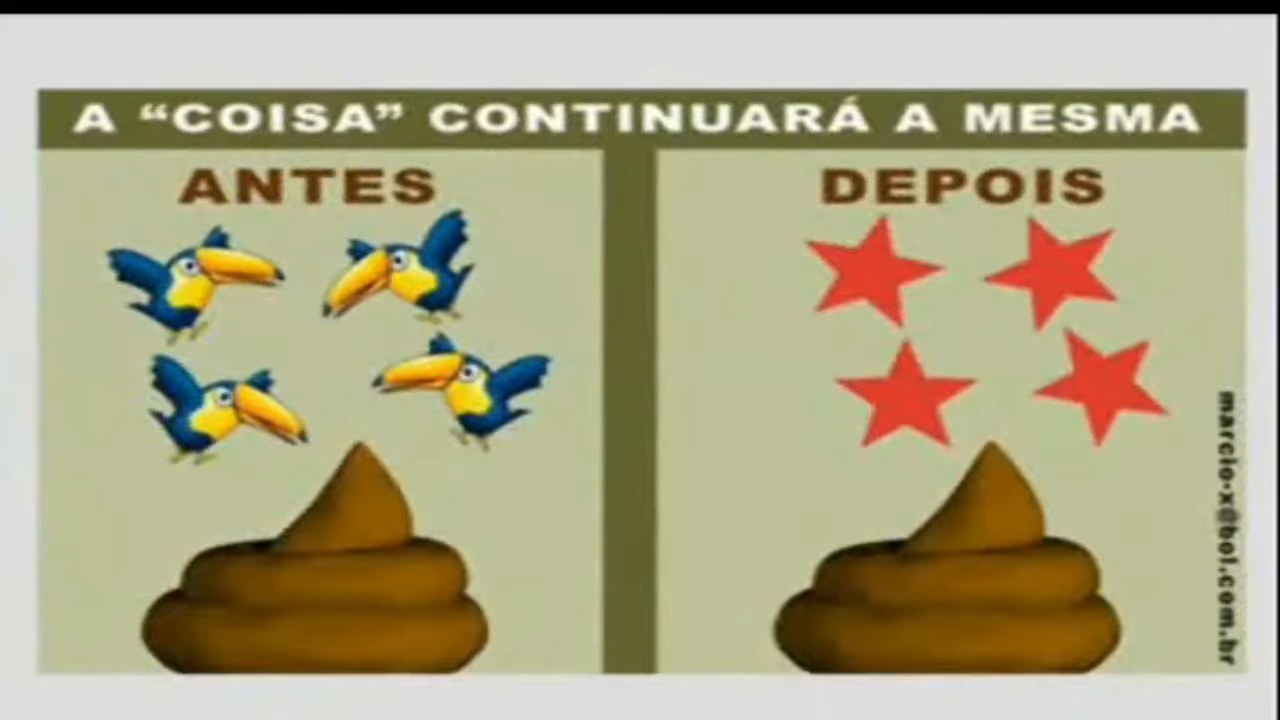 A “COISA” CONTINUARÁ A MESMA
ANTES
DEPOIS
marcio-x@bol.com.br